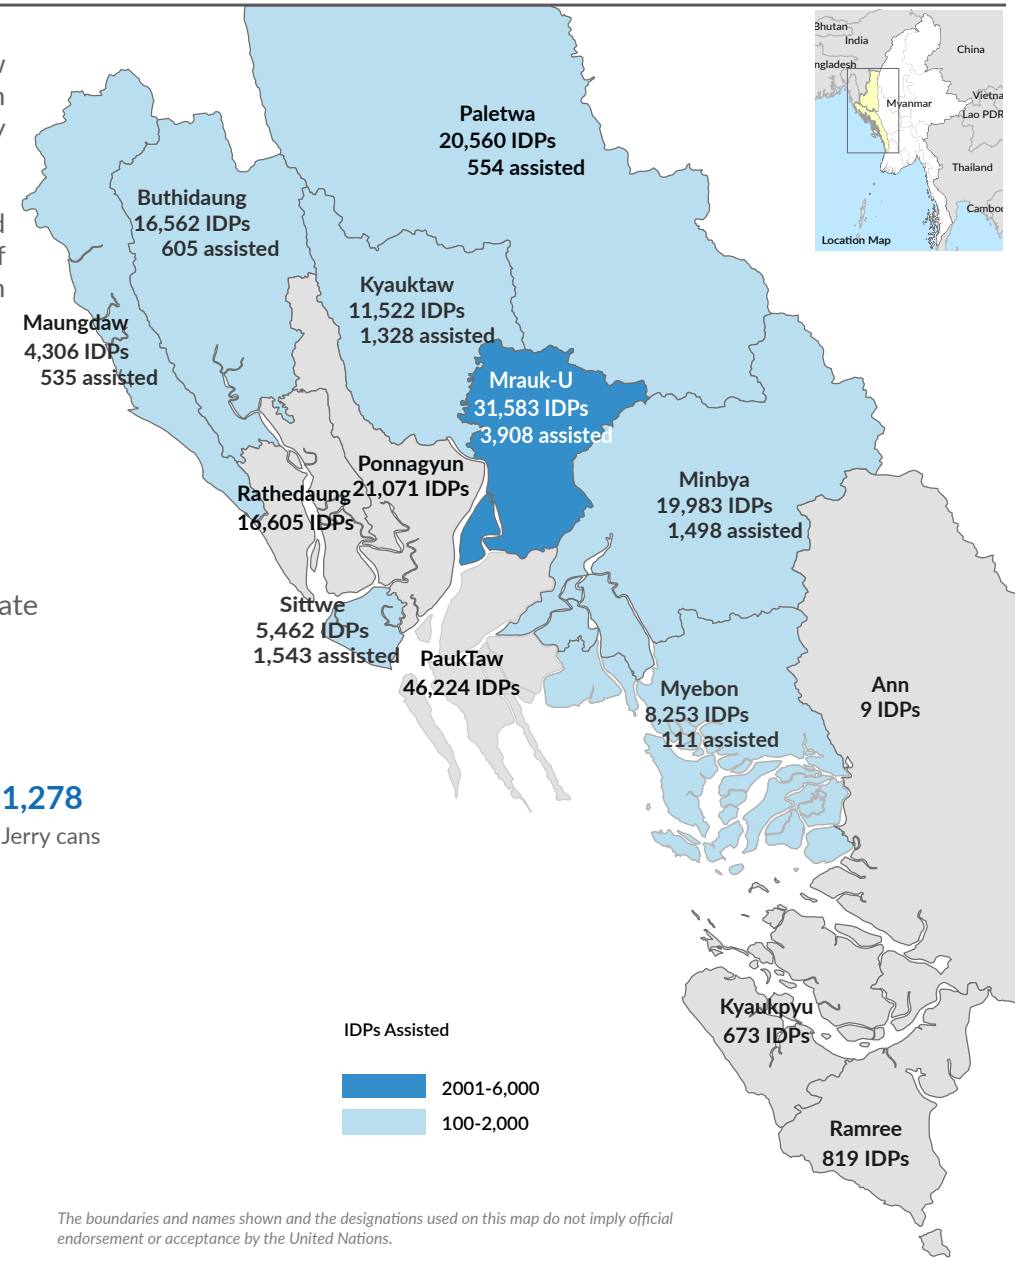 Bhutan
India
China
ngladesh
Myanmar
Vietna
Lao PDR
Thailand
Camboc
Location Map
Paletwa
20,560 IDPs
554 assisted
Buthidaung
16,562 IDPs
605 assisted
Kyauktaw
11,522 IDPs
1,328 assisted
Maungdaw
4,306 IDPs
535 assisted
Mrauk-U
31,583 IDPs
3,908 assisted
Ponnagyun
21,071 IDPs
Rathedaung
16,605 IDPs
Minbya
19,983 IDPs
1,498 assisted
Sittwe
5,462 IDPs
1,543 assisted
PaukTaw
46,224 IDPs
Myebon
8,253 IDPs
111 assisted
Ann
9 IDPs
ate
1,278
Jerry cans
Kyaukpyu
673 IDPs
Ramree
819 IDPs
IDPs Assisted
2001-6,000
100-2,000
The boundaries and names shown and the designations used on this map do not imply official
endorsement or acceptance by the United Nations.